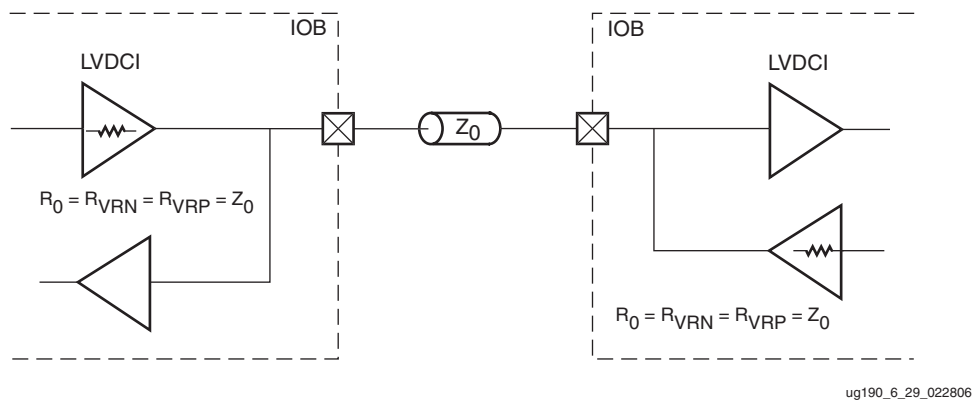 IOB
LVDCI
R0 = RVRN = RVRP = Z0
Z0
IOB
LVDCI
R0 = RVRN = RVRP = Z0
ug190_6_29_022806